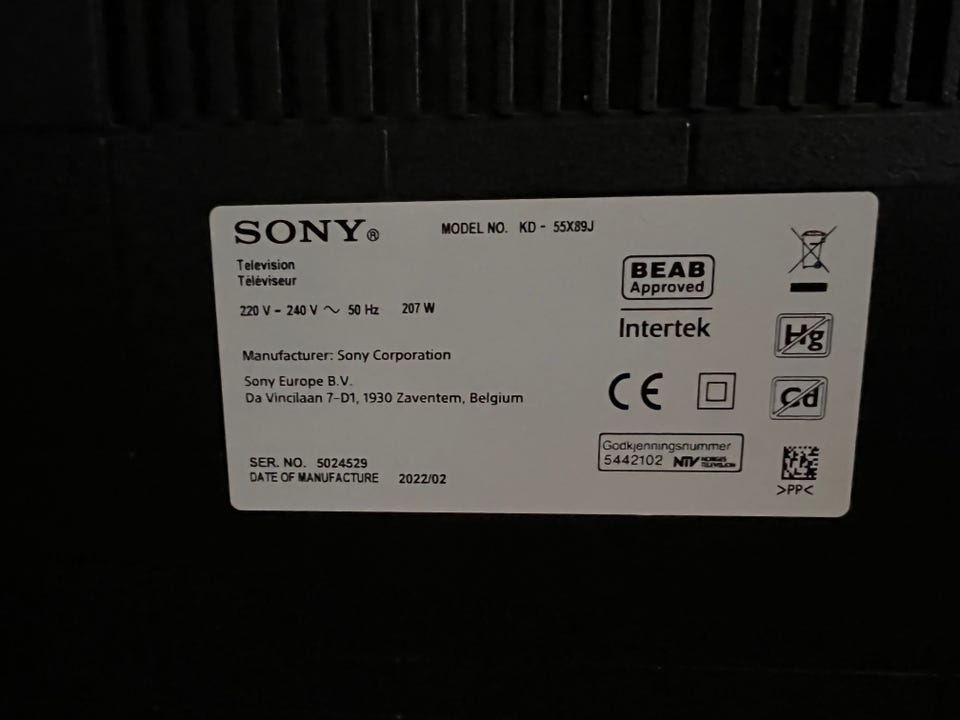 SONY®
MODEL NO. KD - 55X89J
Television
Téléviseur
220 V - 240 V ~ 50 Hz 207 W
BEAB
Approved
Intertek
Hg
Manufacturer: Sony Corporation
Sony Europe B.V.
Da Vincilaan 7-D1, 1930 Zaventem, Belgium
CE
Cd
Godkjenningsnummer
5442102 NTV NORGES TELEVISJON
SER. NO. 5024529
DATE OF MANUFACTURE 2022/02
>PP<